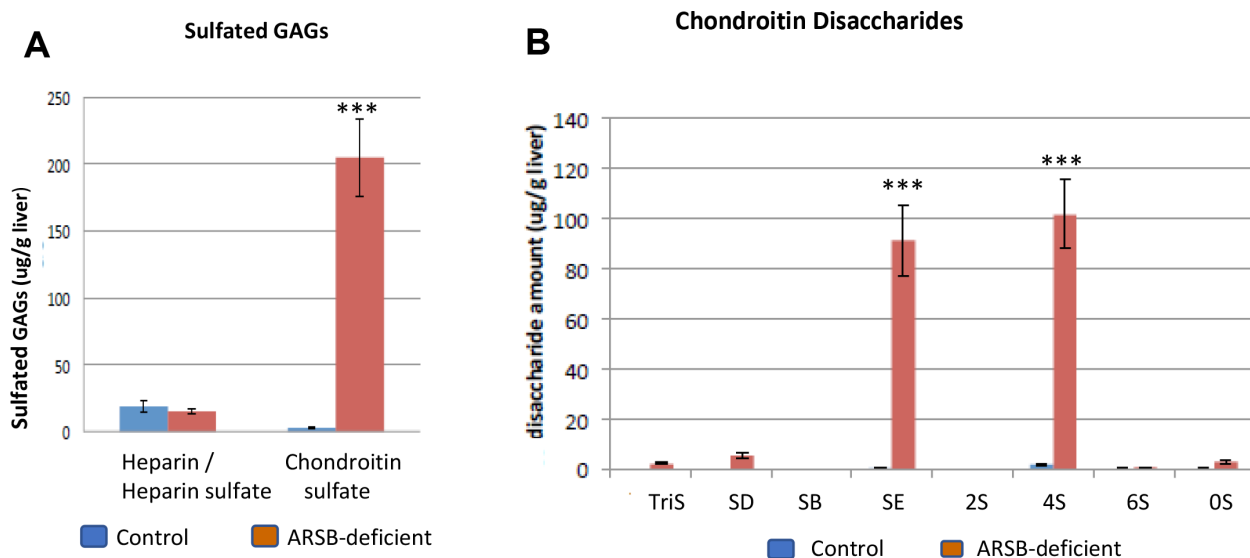 A
Sulfated GAGs
Sulfated GAGs (ug/g liver)
250
200
150
100
50
0
***
Heparin /
Heparin sulfate
Chondroitin
sulfate
Control
ARSB-deficient
B
Chondroitin Disaccharides
disaccharide amount (ug/g liver)
140
120
100
80
60
40
20
0
***
***
TriS SD SB SE 2S 4S 6S 0S
Control
ARSB-deficient